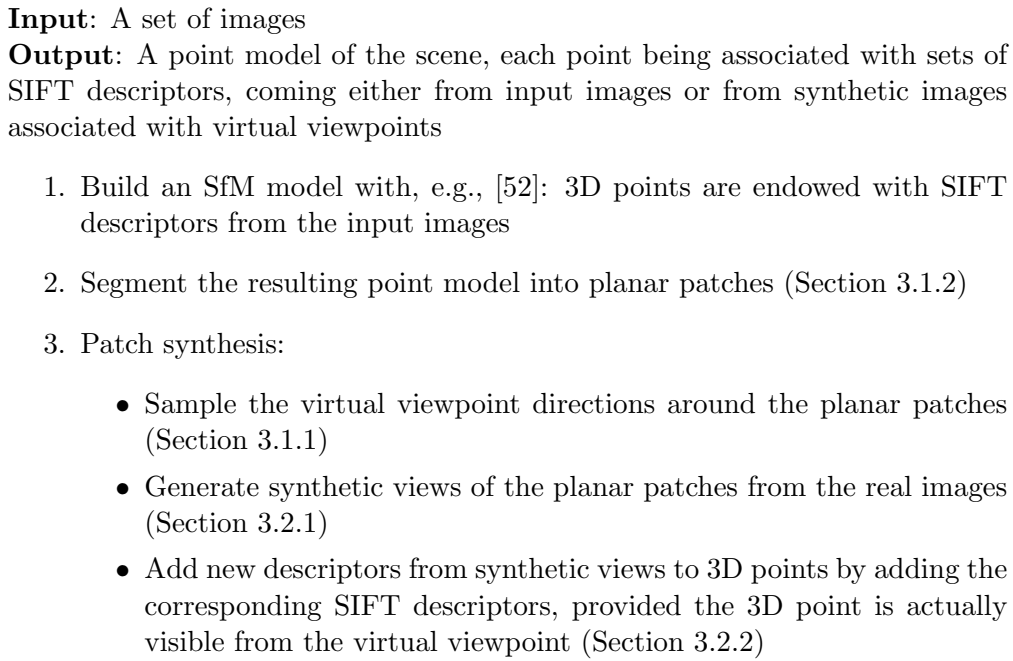 Input: A set of images
Output: A point model of the scene, each point being associated with sets of
SIFT descriptors, coming either from input images or from synthetic images
associated with virtual viewpoints
1. Build an SfM model with, e.g., [52]: 3D points are endowed with SIFT
descriptors from the input images
2. Segment the resulting point model into planar patches (Section 3.1.2)
3. Patch synthesis:
• Sample the virtual viewpoint directions around the planar patches
(Section 3.1.1)
• Generate synthetic views of the planar patches from the real images
(Section 3.2.1)
• Add new descriptors from synthetic views to 3D points by adding the
corresponding SIFT descriptors, provided the 3D point is actually
visible from the virtual viewpoint (Section 3.2.2)